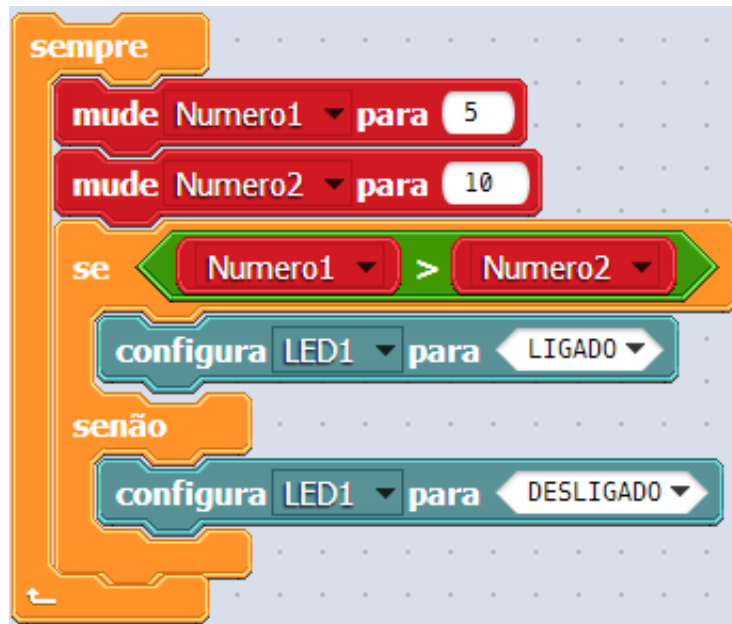 sempre
mude Numero1 para 5
mude Numero2 para 10
se Numero1 > Numero2
configura LED1 para LIGADO
senão
configura LED1 para DESLIGADO